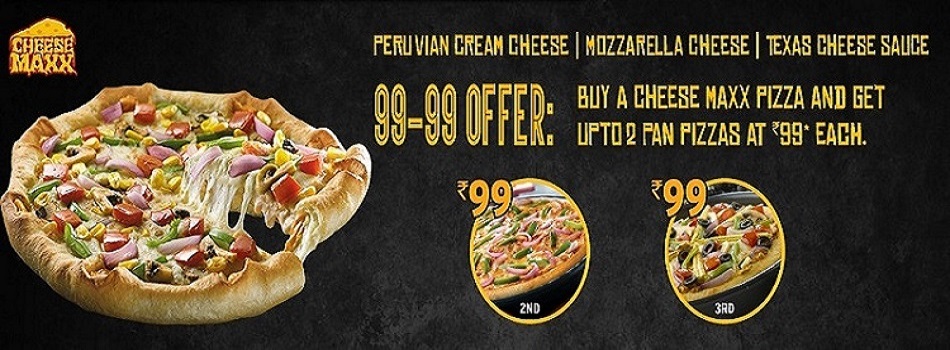 CHEESE
MAXX
PERUVIAN CREAM CHEESE | MOZZARELLA CHEESE | TEXAS CHEESE SAUCE
99-99 OFFER:
BUY A CHEESE MAXX PIZZA AND GET
UPTO 2 PAN PIZZAS AT ₹99* EACH.
₹99
2ND
₹99
3RD